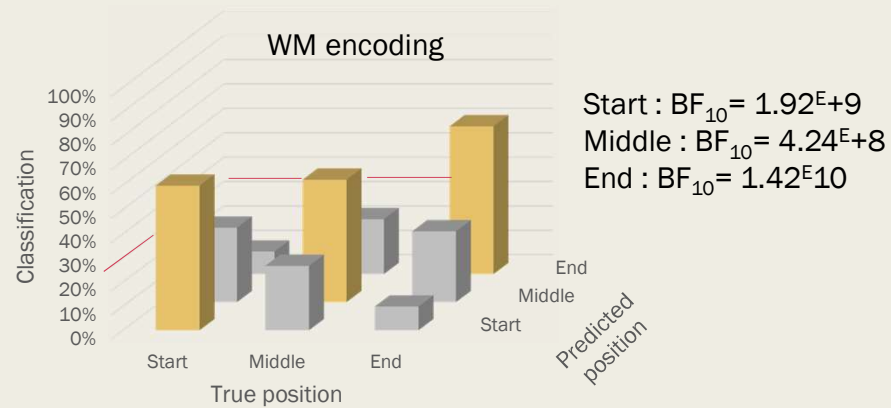 WM encoding
100%
90%
80%
70%
60%
50%
40%
30%
20%
10%
0%
Classification
Start
Middle
End
True position
Start
Middle
End
Predicted
position
Start : BF₁₀= 1.92ᴱ+9
Middle : BF₁₀= 4.24ᴱ+8
End : BF₁₀= 1.42ᴱ10